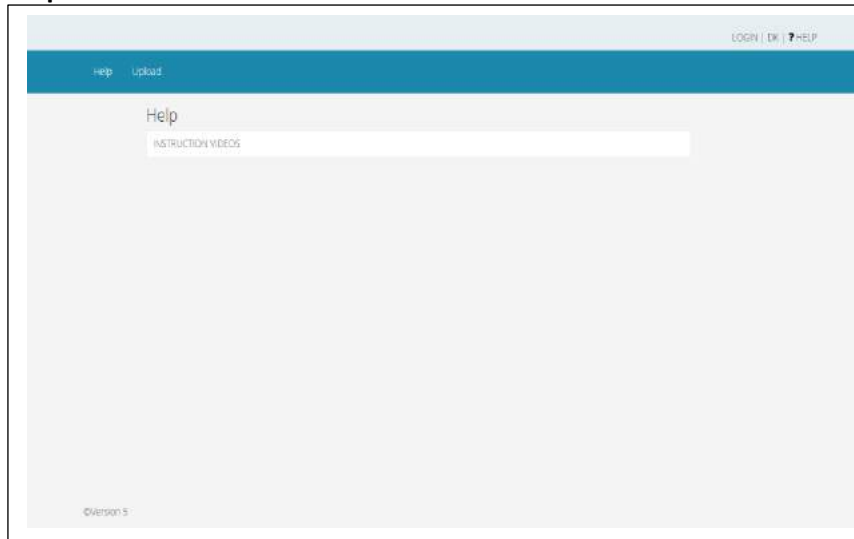 LOGIN | DK | ? HELP
Help Upload
Help
INSTRUCTION VIDEOS
©Version 5